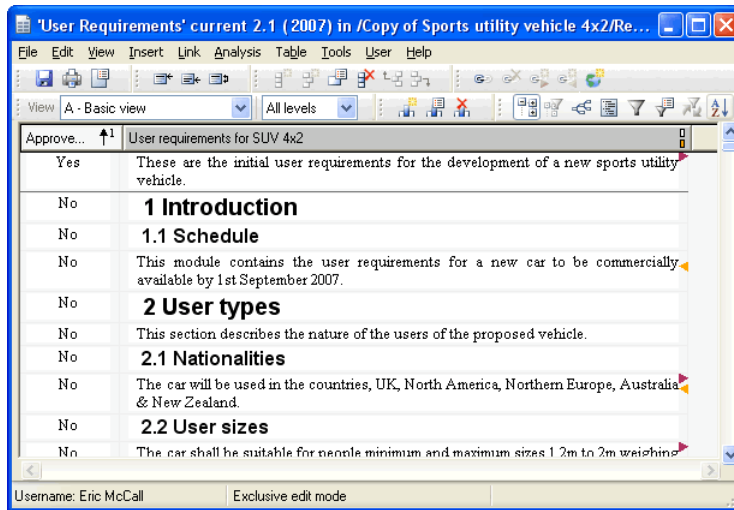 'User Requirements' current 2.1 (2007) in /Copy of Sports utility vehicle 4x2/Re...
File Edit View Insert Link Analysis Table Tools User Help
View A - Basic view All levels
Approve... 1 User requirements for SUV 4x2
Yes These are the initial user requirements for the development of a new sports utility
vehicle.
No 1 Introduction
No 1.1 Schedule
No This module contains the user requirements for a new car to be commercially
available by 1st September 2007.
No 2 User types
No This section describes the nature of the users of the proposed vehicle.
No 2.1 Nationalities
No The car will be used in the countries, UK, North America, Northern Europe, Australia
& New Zealand.
No 2.2 User sizes
No The car shall be suitable for people minimum and maximum sizes 1.2m to 2m weighing
Username: Eric McCall Exclusive edit mode